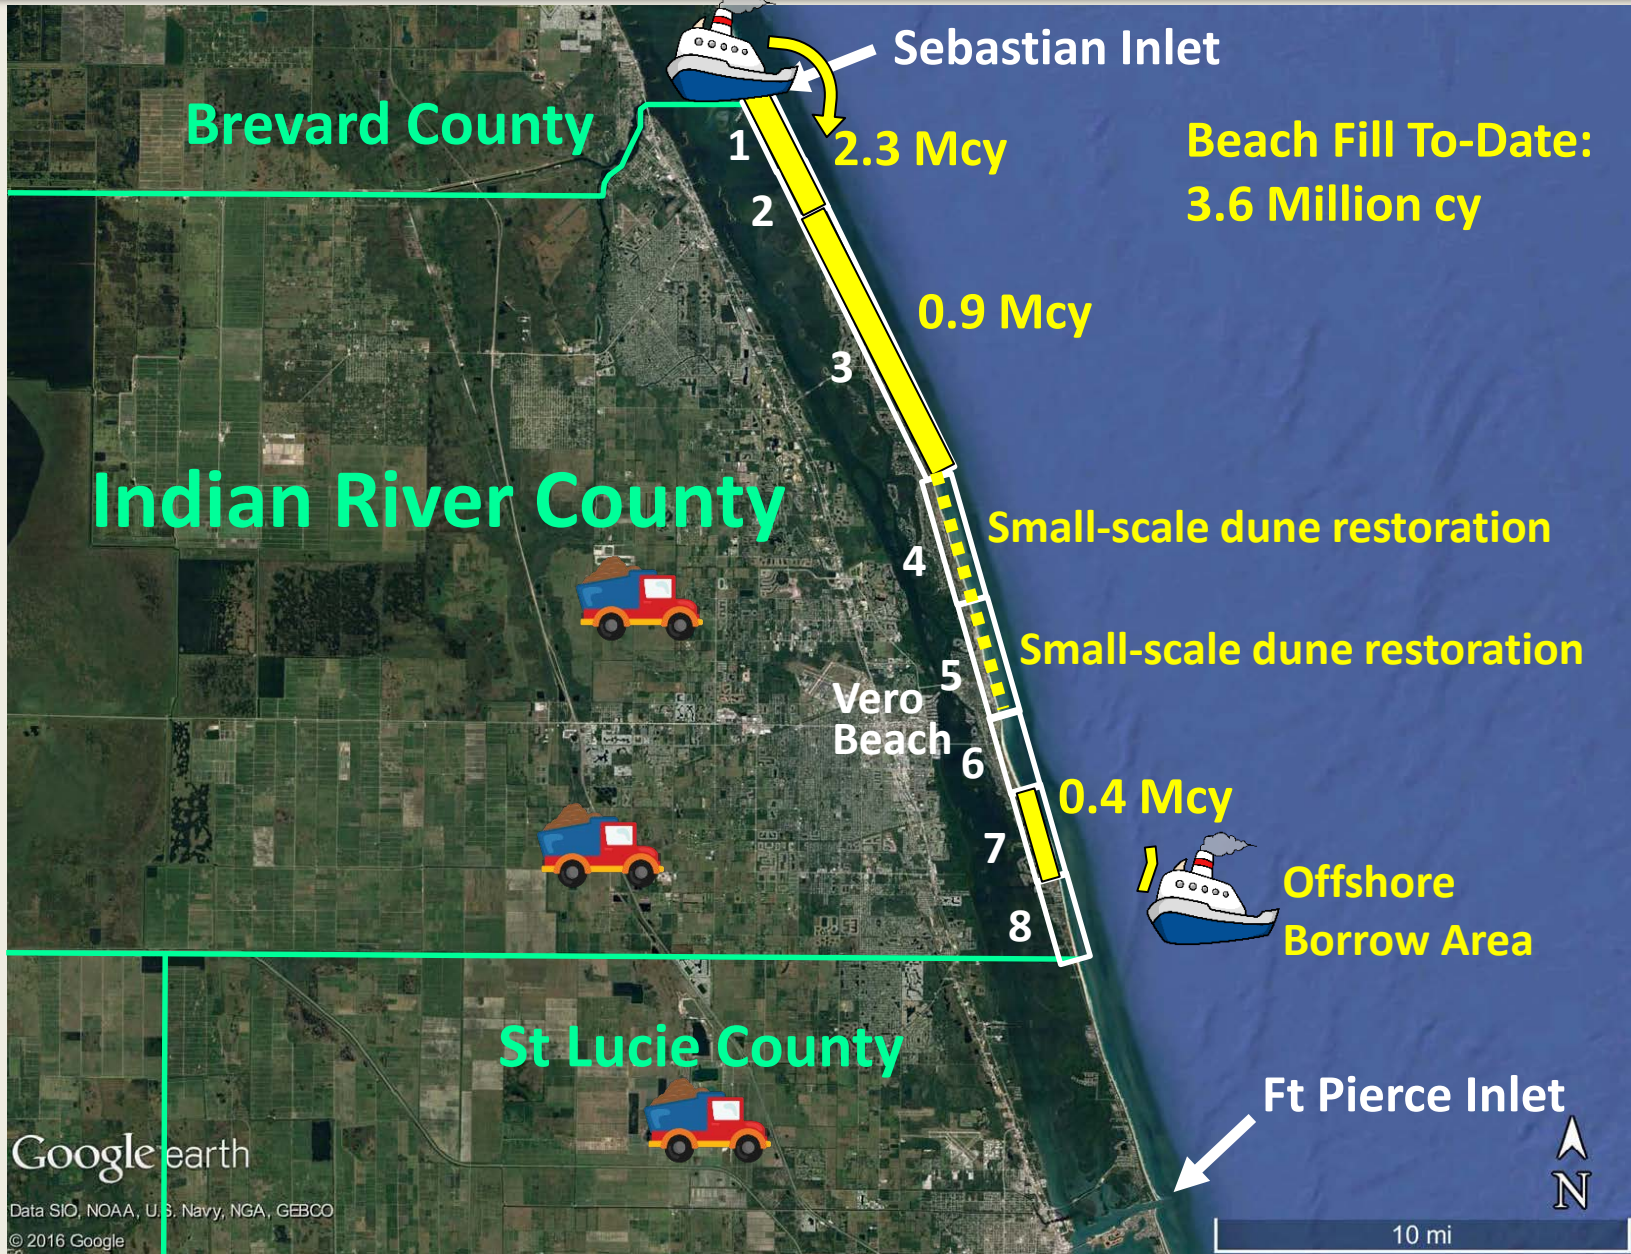 Sebastian Inlet
Brevard County
1
2.3 Mcy
Beach Fill To-Date:
3.6 Million cy
2
0.9 Mcy
3
Indian River County
Small-scale dune restoration
4
Small-scale dune restoration
5
Vero
Beach
6
0.4 Mcy
7
Offshore
Borrow Area
8
St Lucie County
Ft Pierce Inlet
Google earth
N
Data SIO, NOAA, U.S. Navy, NGA, GEBCO
© 2016 Google
10 mi